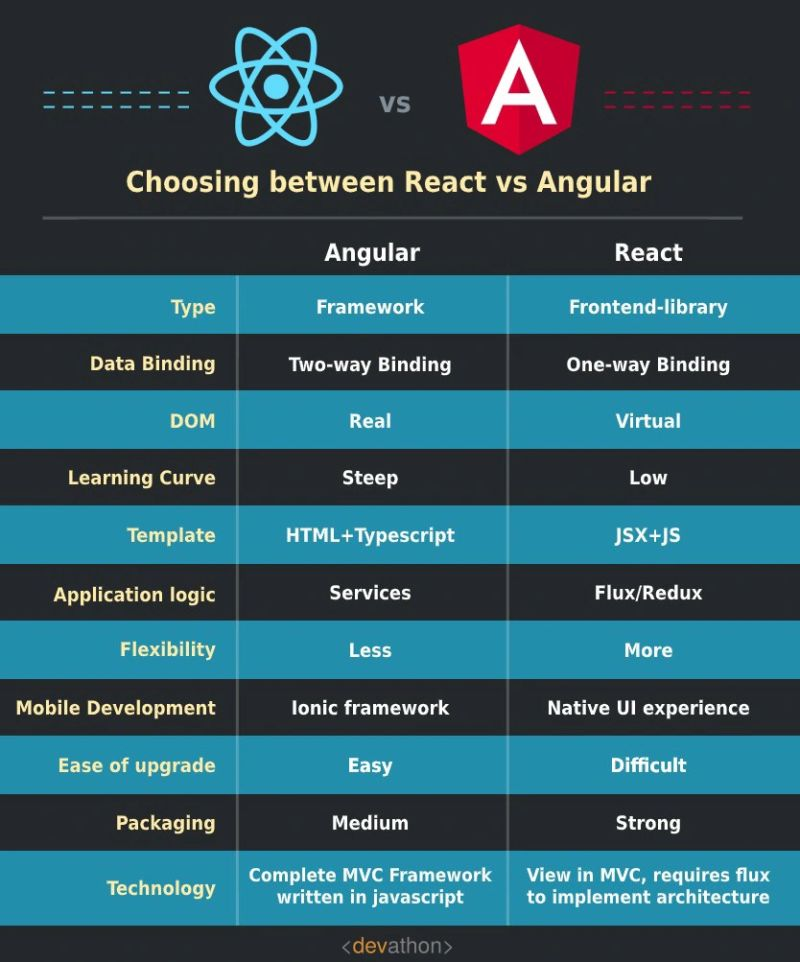 vs
Choosing between React vs Angular
Angular React
Type Framework Frontend-library
Data Binding Two-way Binding One-way Binding
DOM Real Virtual
Learning Curve Steep Low
Template HTML+Typescript JSX+JS
Application logic Services Flux/Redux
Flexibility Less More
Mobile Development Ionic framework Native UI experience
Ease of upgrade Easy Difficult
Packaging Medium Strong
Technology Complete MVC Framework written in javascript View in MVC, requires flux to implement architecture
<devathon>